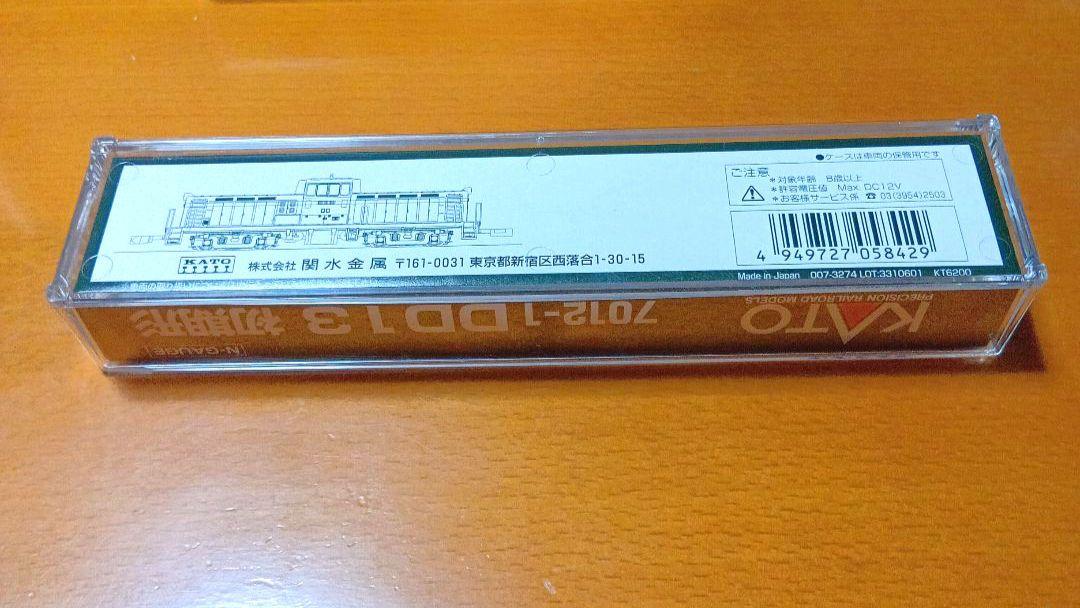 ●ケースは車両の保管用です
ご注意
*対象年齢 8歳以上
*許容電圧値 Max. DC12V
*お客様サービス係 ☎ 03(3954)2503
DD
KATO
株式会社 関水金属 〒161-0031 東京都新宿区西落合1-30-15
4 949727 058429
Made in Japan 007-3274 LOT:3310601 KT6200
KATO
PRECISION RAILROAD MODELS
7012-1 DD13 初期形
N-GAUGE